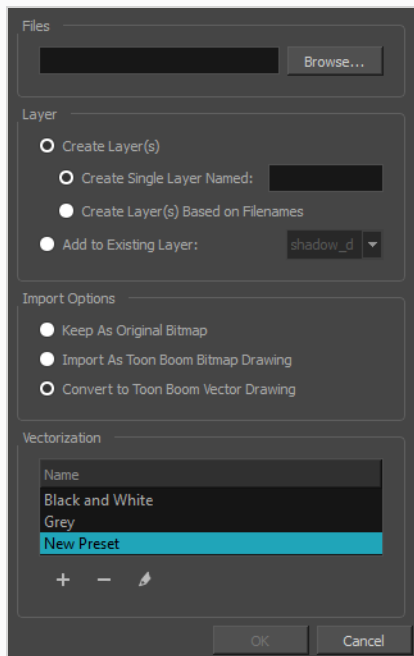 Files
Browse...
Layer
Create Layer(s)
Create Single Layer Named:
Create Layer(s) Based on Filenames
Add to Existing Layer: shadow_d
Import Options
Keep As Original Bitmap
Import As Toon Boom Bitmap Drawing
Convert to Toon Boom Vector Drawing
Vectorization
Name
Black and White
Grey
New Preset
OK Cancel